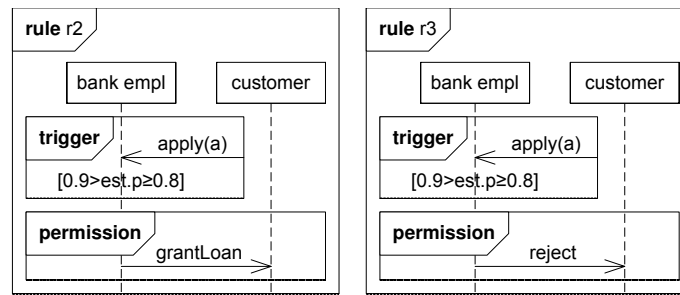 rule r2
bank empl customer
trigger
apply(a)
[0.9>est.p≥0.8]
permission
grantLoan
rule r3
bank empl customer
trigger
apply(a)
[0.9>est.p≥0.8]
permission
reject